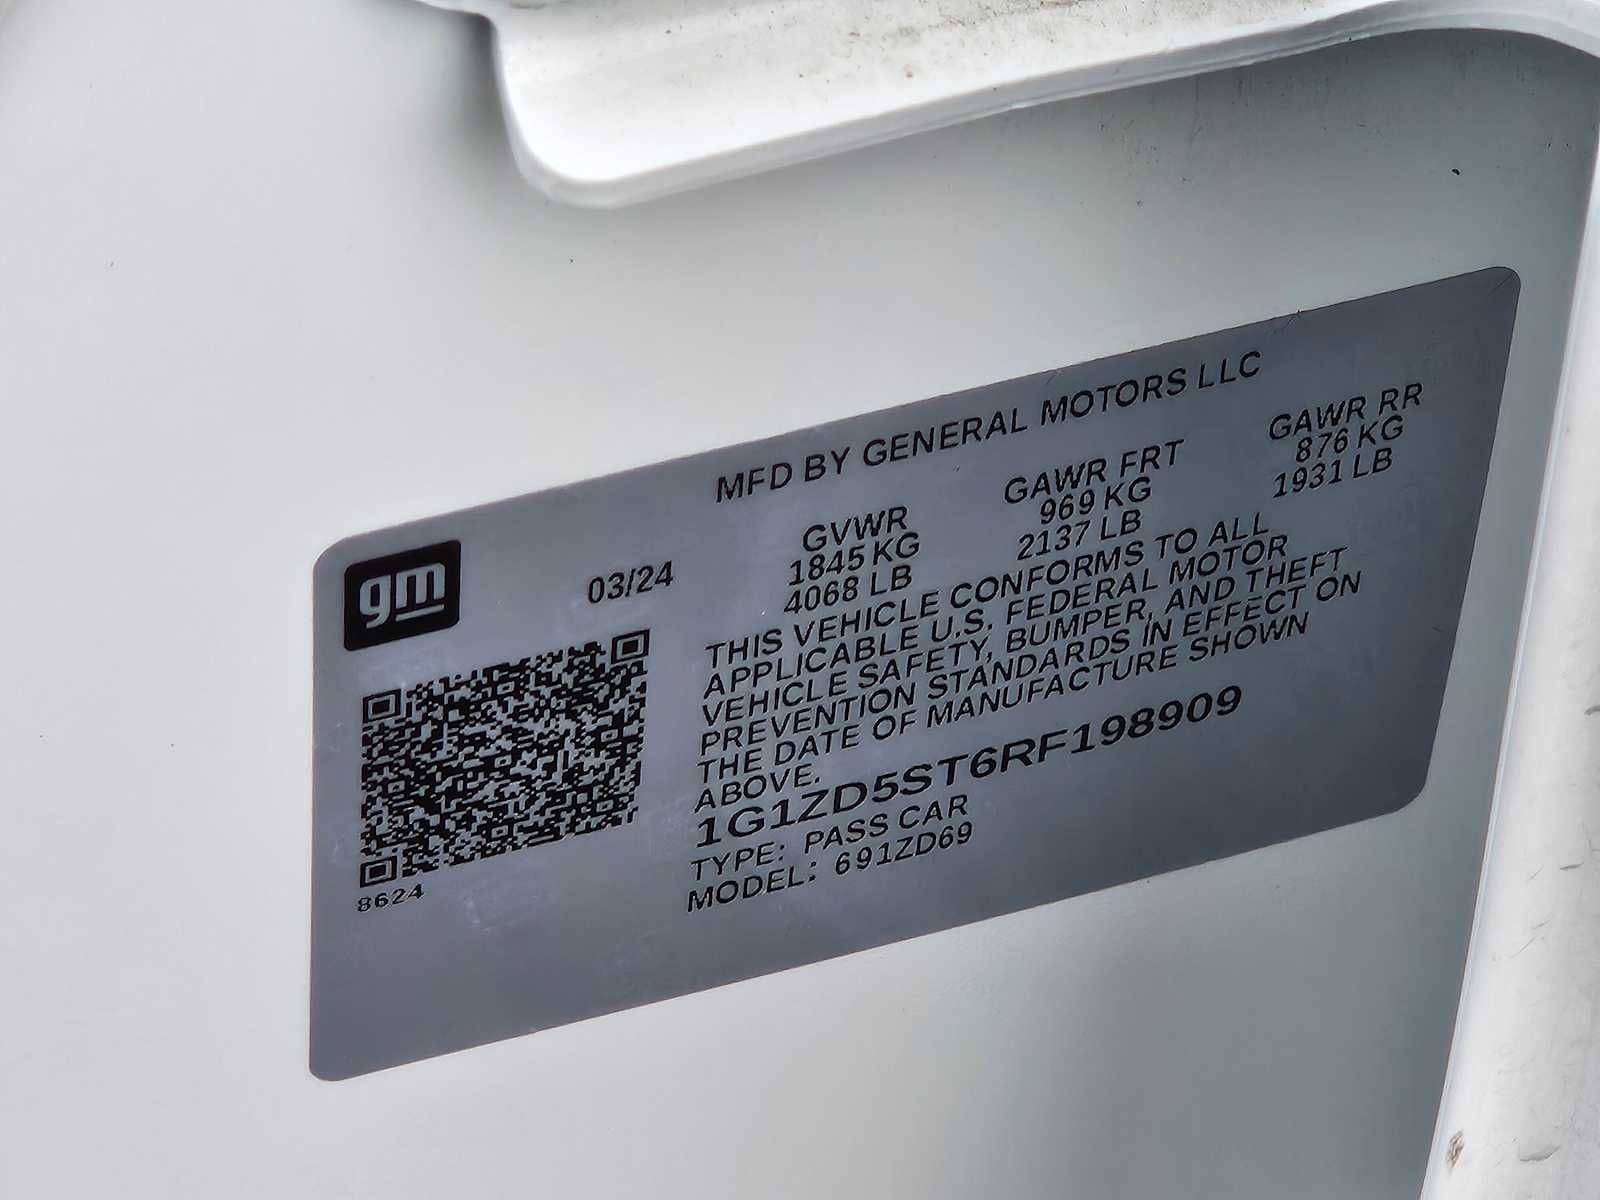 MFD BY GENERAL MOTORS LLC
gm
03/24
GVWR GAWR FRT GAWR RR
1845 KG 969 KG 876 KG
4068 LB 2137 LB 1931 LB
THIS VEHICLE CONFORMS TO ALL
APPLICABLE U.S. FEDERAL MOTOR
VEHICLE SAFETY, BUMPER, AND THEFT
PREVENTION STANDARDS IN EFFECT ON
THE DATE OF MANUFACTURE SHOWN
ABOVE.
1G1ZD5ST6RF198909
TYPE: PASS CAR
MODEL: 691ZD69
8624